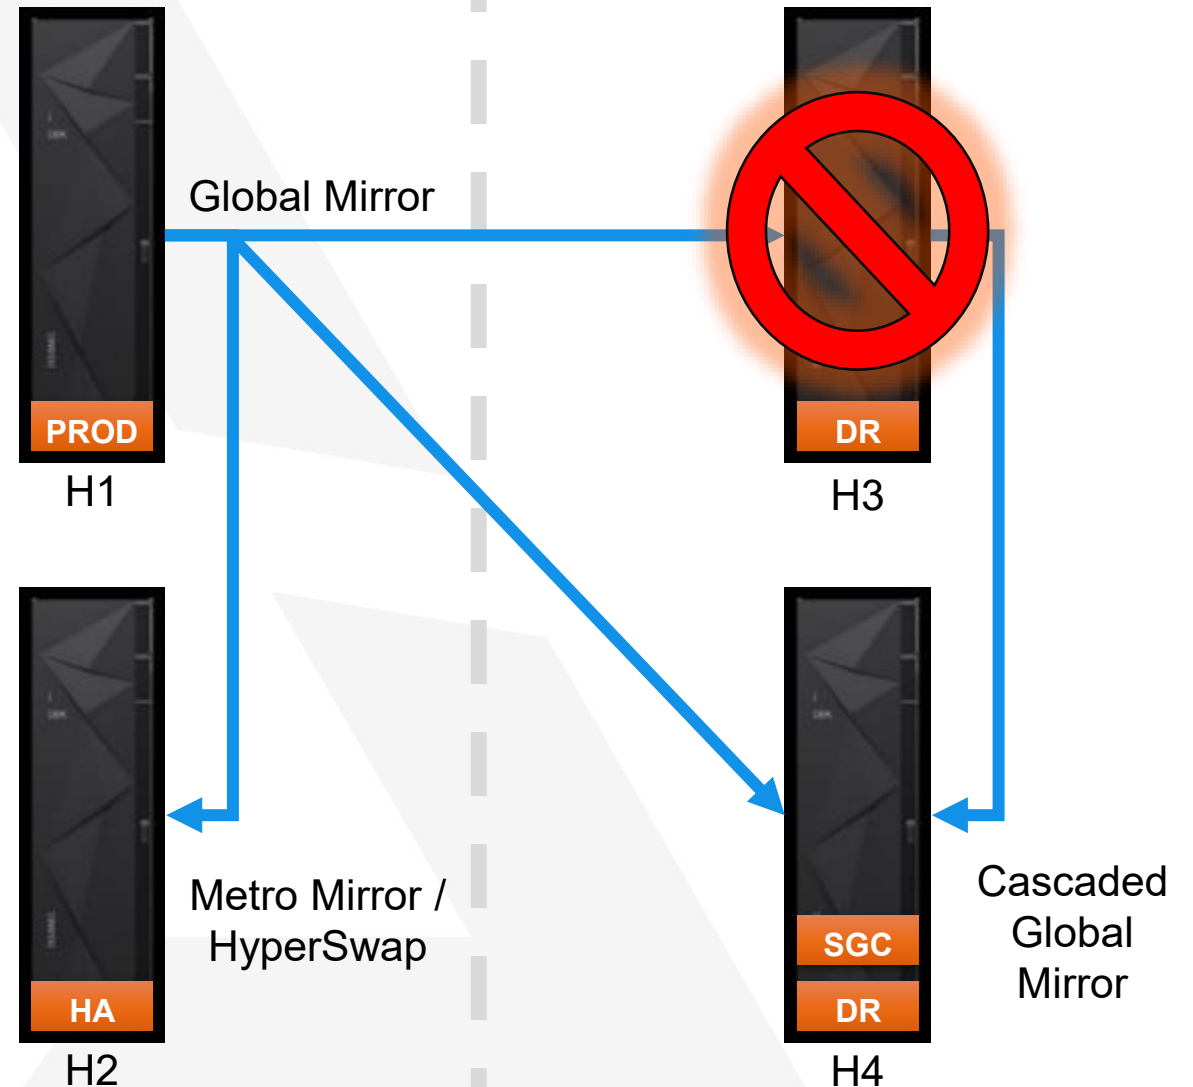 Global Mirror
PROD
H1
DR
H3
Metro Mirror /
HyperSwap
HA
H2
SGC
DR
H4
Cascaded
Global
Mirror